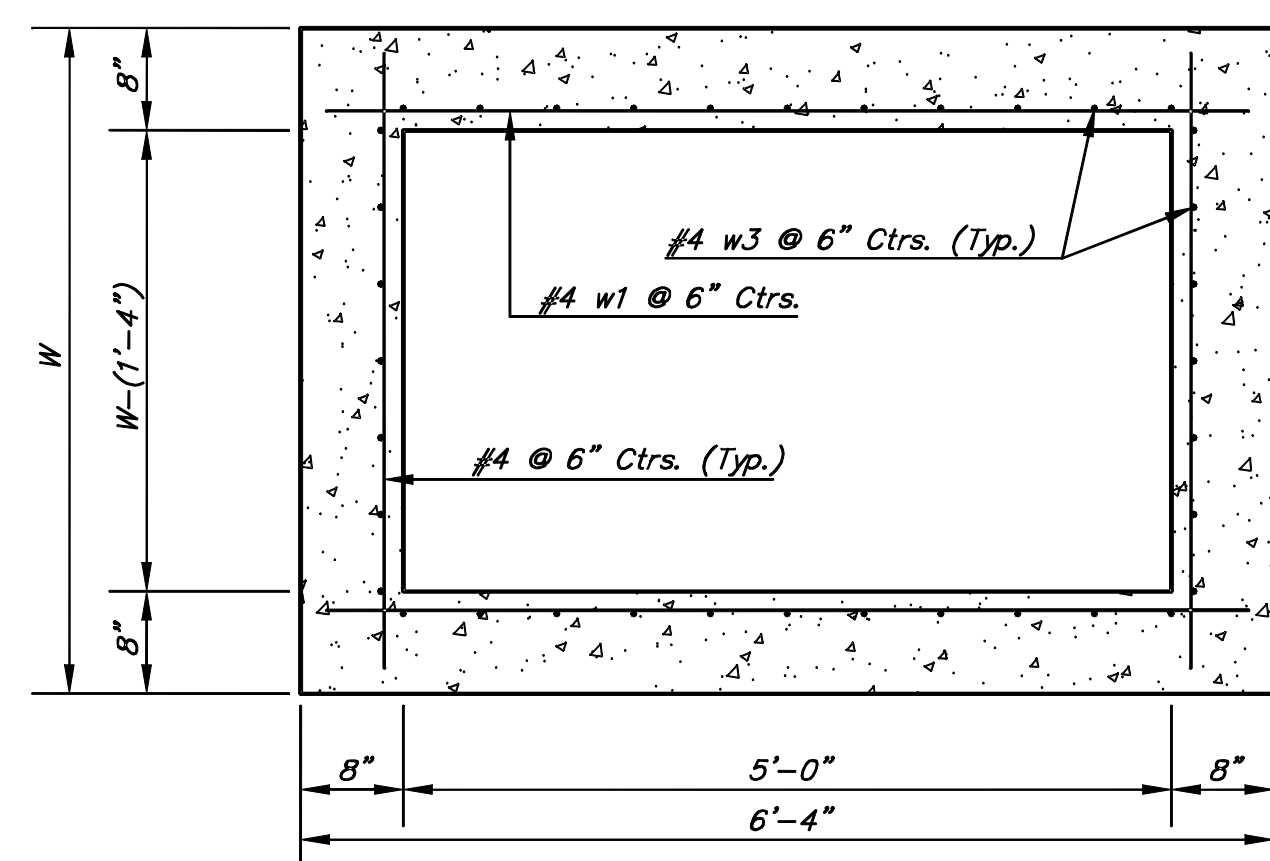 8”
#4 w3 @ 6” Ctrs. (Typ.)
#4 w1 @ 6” Ctrs.
W
W-(1’-4”)
#4 @ 6” Ctrs. (Typ.)
8”
8”
5’-0”
8”
6’-4”